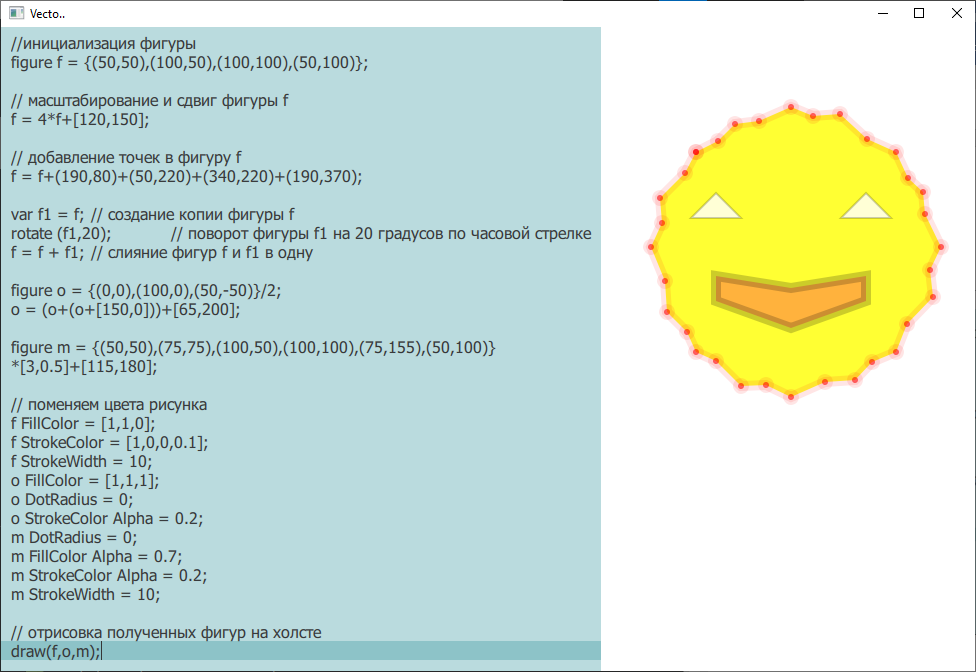 Vecto..
//инициализация фигуры
figure f = {(50,50),(100,50),(100,100),(50,100)};
// масштабирование и сдвиг фигуры f
f = 4*f+[120,150];
// добавление точек в фигуру f
f = f+(190,80)+(50,220)+(340,220)+(190,370);
var f1 = f; // создание копии фигуры f
rotate (f1,20); // поворот фигуры f1 на 20 градусов по часовой стрелке
f = f + f1; // слияние фигур f и f1 в одну
figure o = {(0,0),(100,0),(50,-50)}/2;
o = (o+(o+[150,0]))+[65,200];
figure m = {(50,50),(75,75),(100,50),(100,100),(75,155),(50,100)}
*[3,0.5]+[115,180];
// поменяем цвета рисунка
f FillColor = [1,1,0];
f StrokeColor = [1,0,0,0.1];
f StrokeWidth = 10;
o FillColor = [1,1,1];
o DotRadius = 0;
o StrokeColor Alpha = 0.2;
m DotRadius = 0;
m FillColor Alpha = 0.7;
m StrokeColor Alpha = 0.2;
m StrokeWidth = 10;
// отрисовка полученных фигур на холсте
draw(f,o,m);